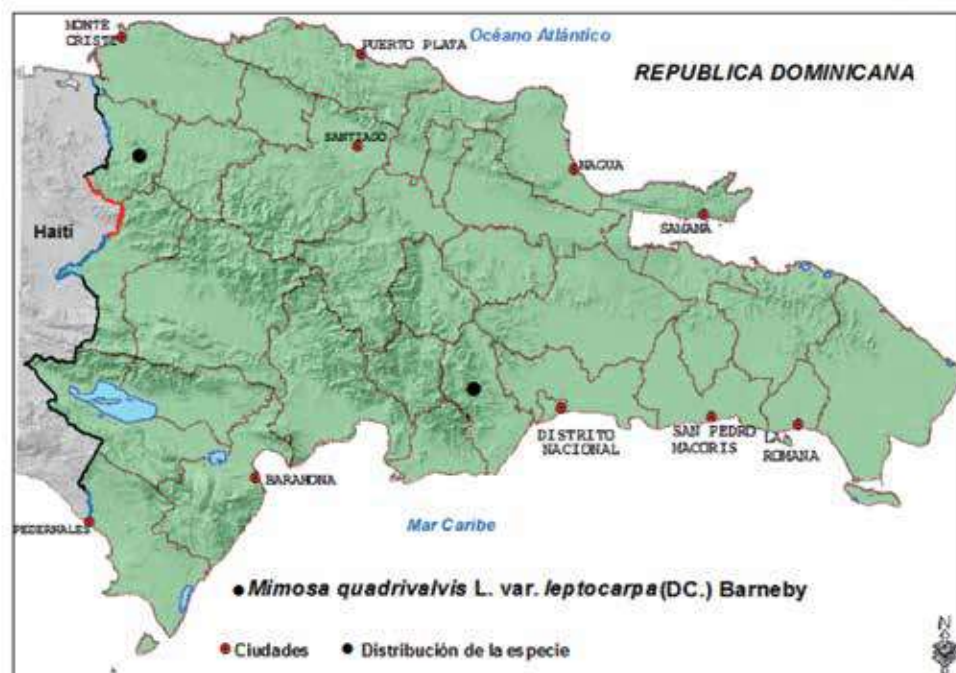 MONTE
CRISTI
PUERTO PLATA
Océano Atlántico
REPUBLICA DOMINICANA
SANTIAGO
NAGUA
SAMANA
Haití
DISTRITO
NACIONAL
SAN PEDRO
MACORIS
LA
ROMANA
BARAHONA
PEDERNALES
Mar Caribe
Mimosa quadrivalvis L. var. leptocarpa (DC.) Barneby
Ciudades
Distribución de la especie
N